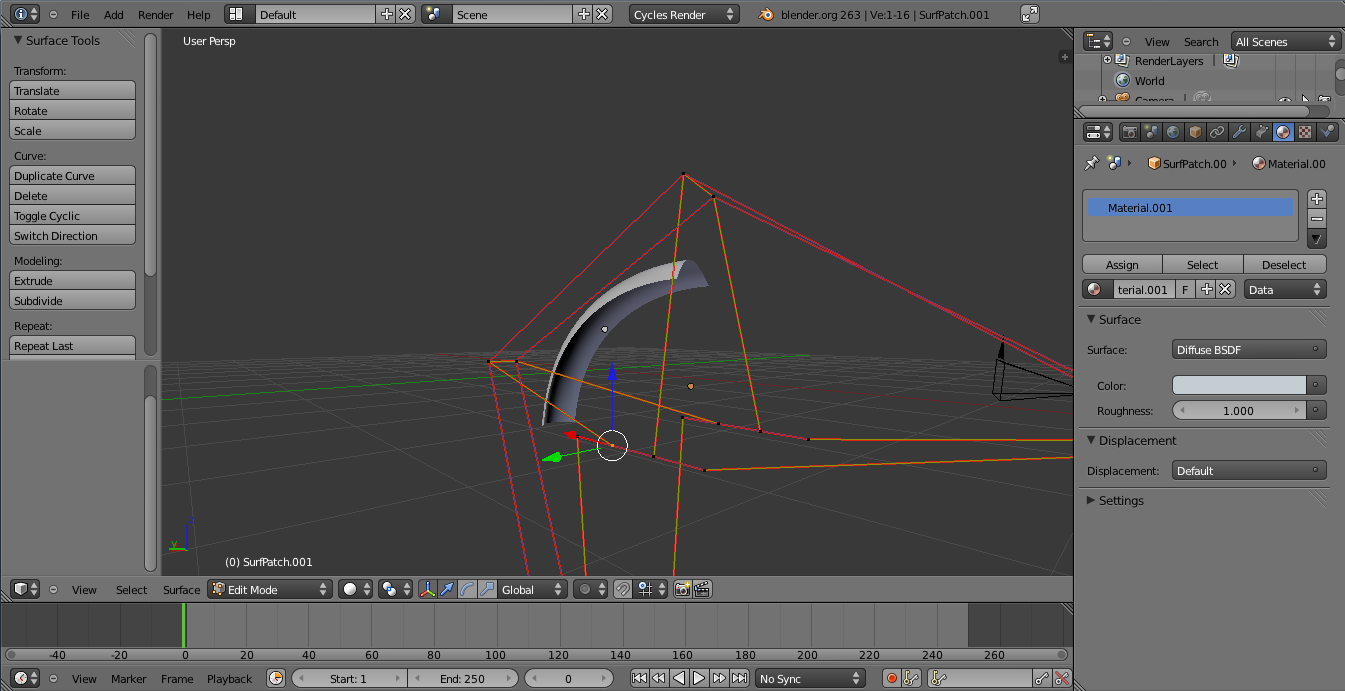 File Add Render Help Default Scene Cycles Render blender.org 263 | Ve:1-16 | SurfPatch.001
Surface Tools
Transform:
Translate
Rotate
Scale
Curve:
Duplicate Curve
Delete
Toggle Cyclic
Switch Direction
Modeling:
Extrude
Subdivide
Repeat:
Repeat Last
User Persp
Y
(0) SurfPatch.001
View Select Surface Edit Mode Global
-40 -20 0 20 40 60 80 100 120 140 160 180 200 220 240 260
View Marker Frame Playback Start: 1 End: 250 0 No Sync
View Search All Scenes
RenderLayers
World
Camera
SurfPatch.00 Material.00
Material.001
Assign Select Deselect
terial.001 F Data
Surface
Surface: Diffuse BSDF
Color:
Roughness: 1.000
Displacement
Displacement: Default
Settings